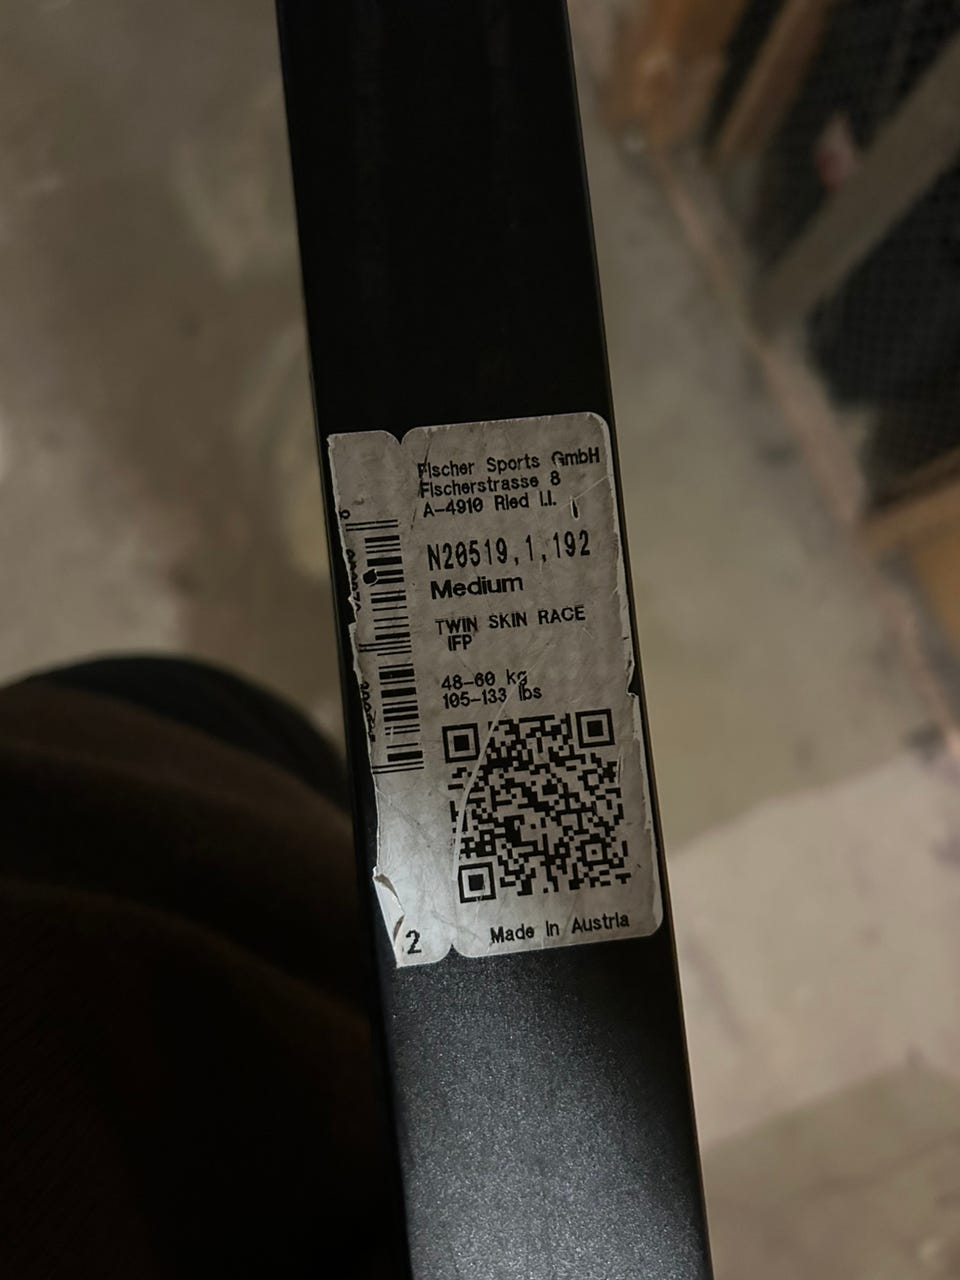 Fischer Sports GmbH
Fischerstrasse 8
A-4910 Ried I.I.
N20519,1,192
Medium
TWIN SKIN RACE
IFP
48-60 kg
105-133 lbs
Made in Austria
2